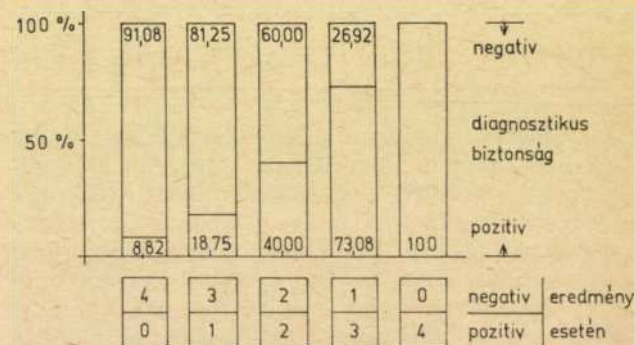 100 %
91,08 81,25 60,00 26,92
negativ
50 %
diagnosztikus
biztonság
pozitiv
8,82 18,75 40,00 73,08 100
4 3 2 1 0 negativ eredmény
0 1 2 3 4 pozitiv esetén